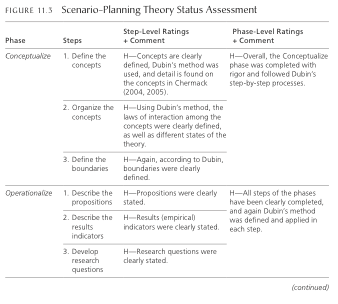 FIGURE 11.3 Scenario-Planning Theory Status Assessment
Step-Level Ratings Phase-Level Ratings
Phase Steps + Comment + Comment
Conceptualize 1. Define the H—Concepts are clearly H—Overall, the Conceptualize
concepts defined, Dubin's method was phase was completed with
used, and detail is found on rigor and followed Dubin's
the concepts in Chermack step-by-step processes.
(2004, 2005).
2. Organize the H—Using Dubin's method, the
concepts laws of interaction among the
concepts were clearly defined,
as well as different states of the
theory.
3. Define the H—Again, according to Dubin,
boundaries boundaries were clearly
defined.
Operationalize 1. Describe the H—Propositions were clearly H—All steps of the phases
propositions stated. have been clearly completed,
2. Describe the H—Results (empirical) and again Dubin's method
results indicators were clearly stated. was defined and applied in
indicators each step.
3. Develop H—Research questions were
research clearly stated.
questions
(continued)